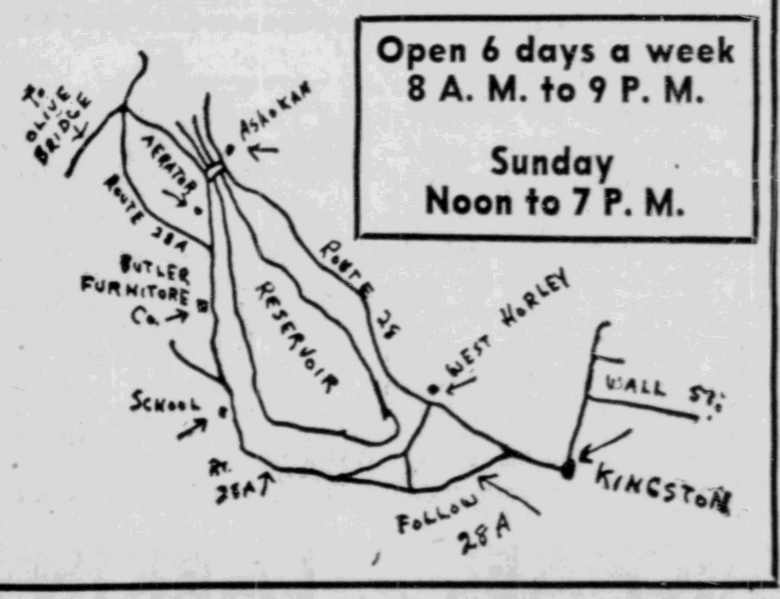 Open 6 days a week
8 A. M. to 9 P. M.
Sunday
Noon to 7 P. M.
To
OLIVE
BRIDGE
AERATOR
ASHOKAN
ROUTE 28A
ROUTE 28
BUTLER
FURNITORE
Co.
RESERVOIR
WEST HURLEY
WALL ST.
SCHOOL
RT.
28A
FOLLOW
28A
KINGSTON